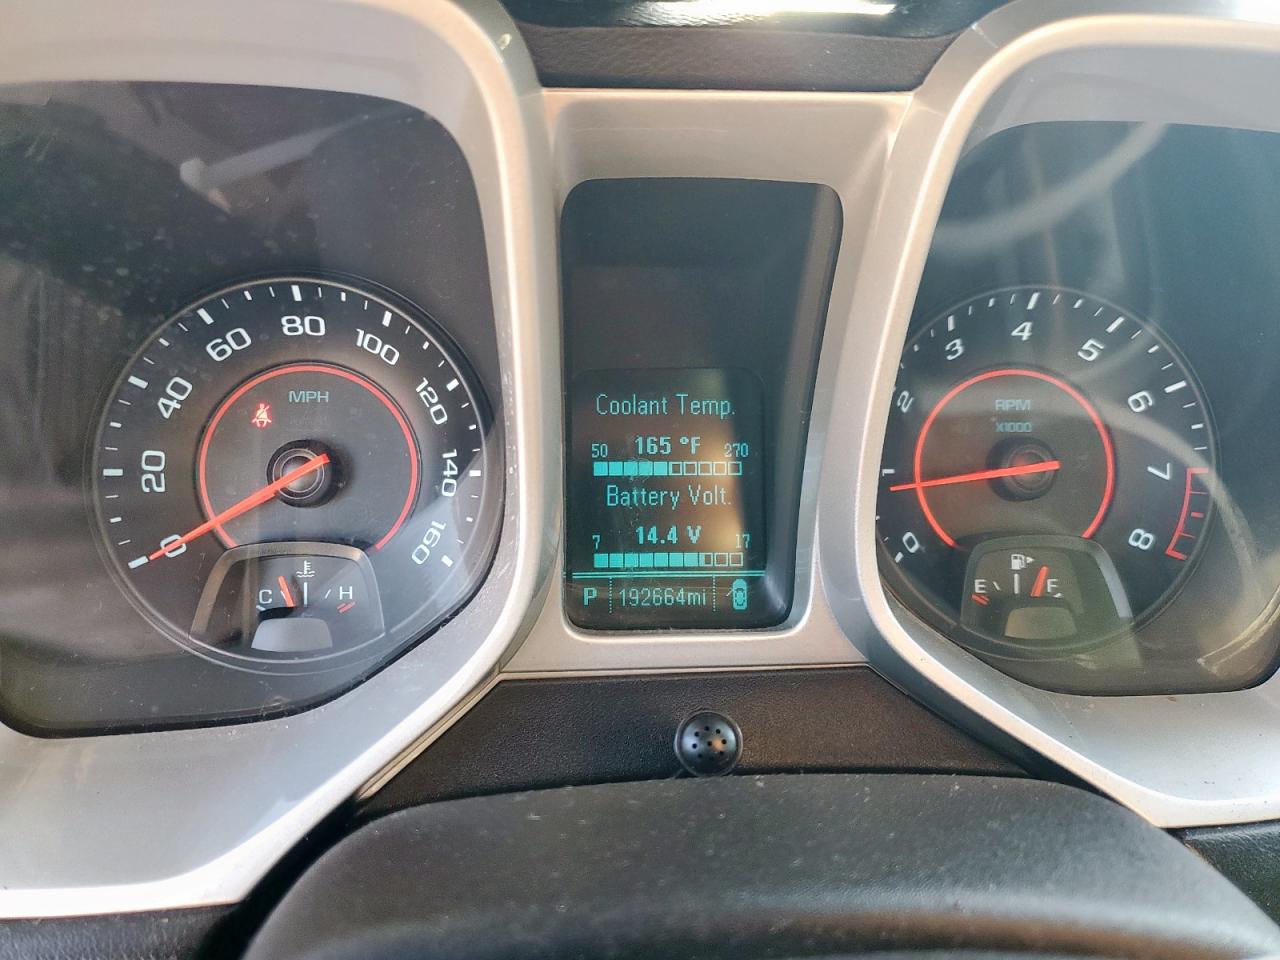 0 20 40 60 80 100 120 140 160
MPH
C H
Coolant Temp.
50 165 °F 270
Battery Volt.
7 14.4 V 17
P 192664mi
0 1 2 3 4 5 6 7 8
RPM
X1000
E F